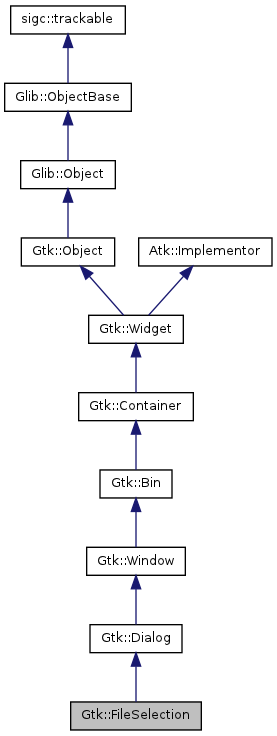 sigc::trackable
Glib::ObjectBase
Glib::Object
Gtk::Object
Atk::Implementor
Gtk::Widget
Gtk::Container
Gtk::Bin
Gtk::Window
Gtk::Dialog
Gtk::FileSelection